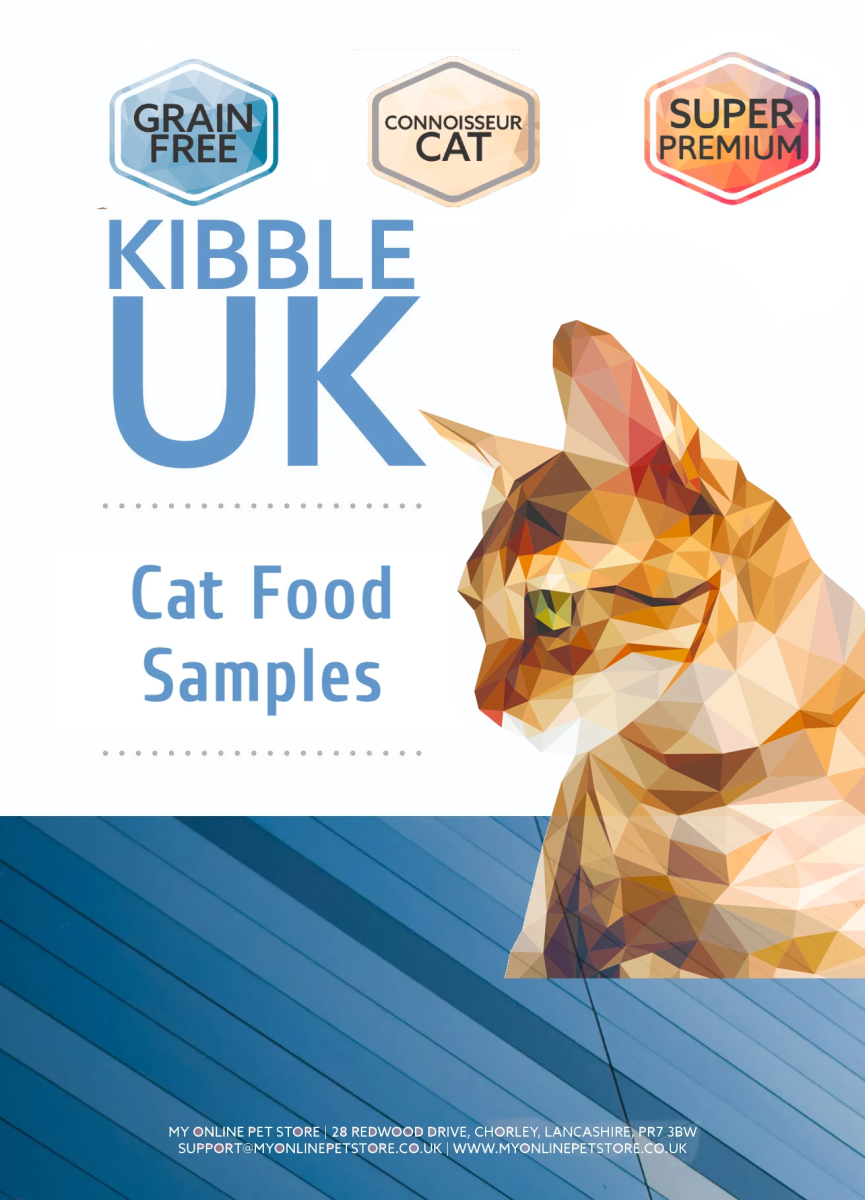 GRAIN
FREE
CONNOISSEUR
CAT
SUPER
PREMIUM
KIBBLE
UK
Cat Food
Samples
MY ONLINE PET STORE | 28 REDWOOD DRIVE, CHORLEY, LANCASHIRE, PR7 3BW
SUPPORT@MYONLINEPETSTORE.CO.UK | WWW.MYONLINEPETSTORE.CO.UK